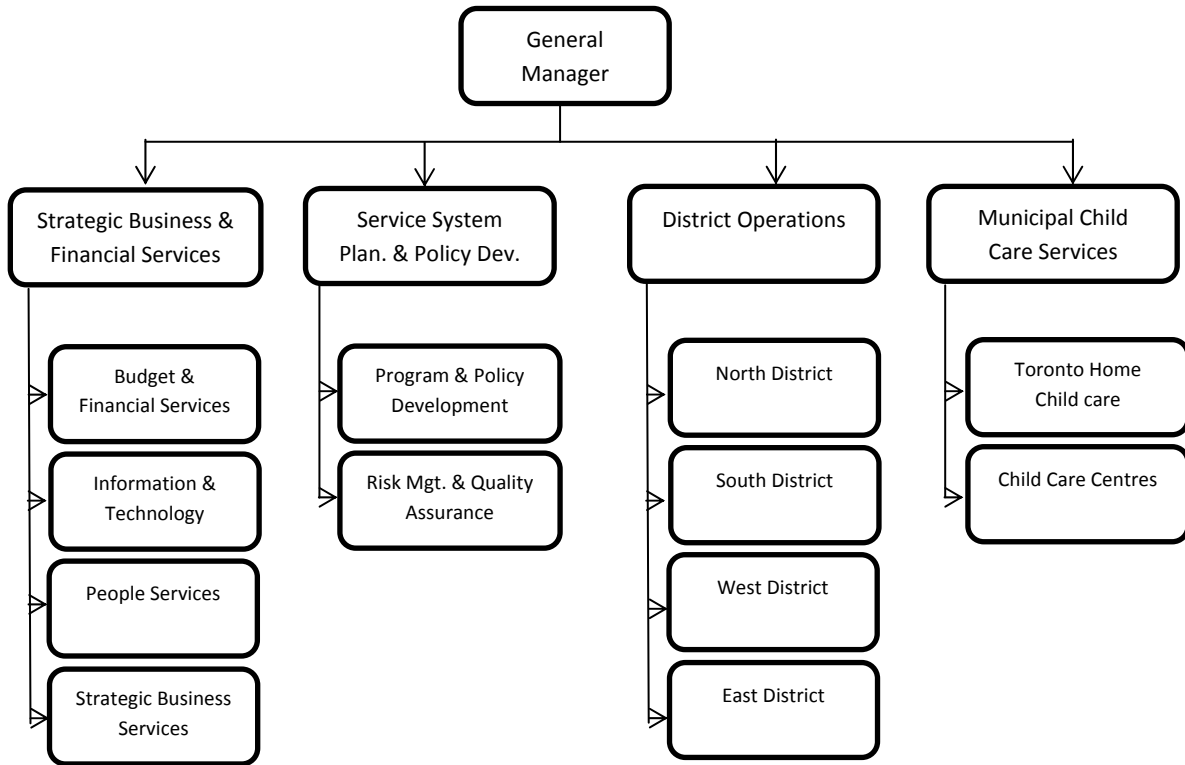 General
Manager
Strategic Business &
Financial Services
Service System
Plan. & Policy Dev.
District Operations
Municipal Child
Care Services
Budget &
Financial Services
Information &
Technology
People Services
Strategic Business
Services
Program & Policy
Development
Risk Mgt. & Quality
Assurance
North District
South District
West District
East District
Toronto Home
Child care
Child Care Centres